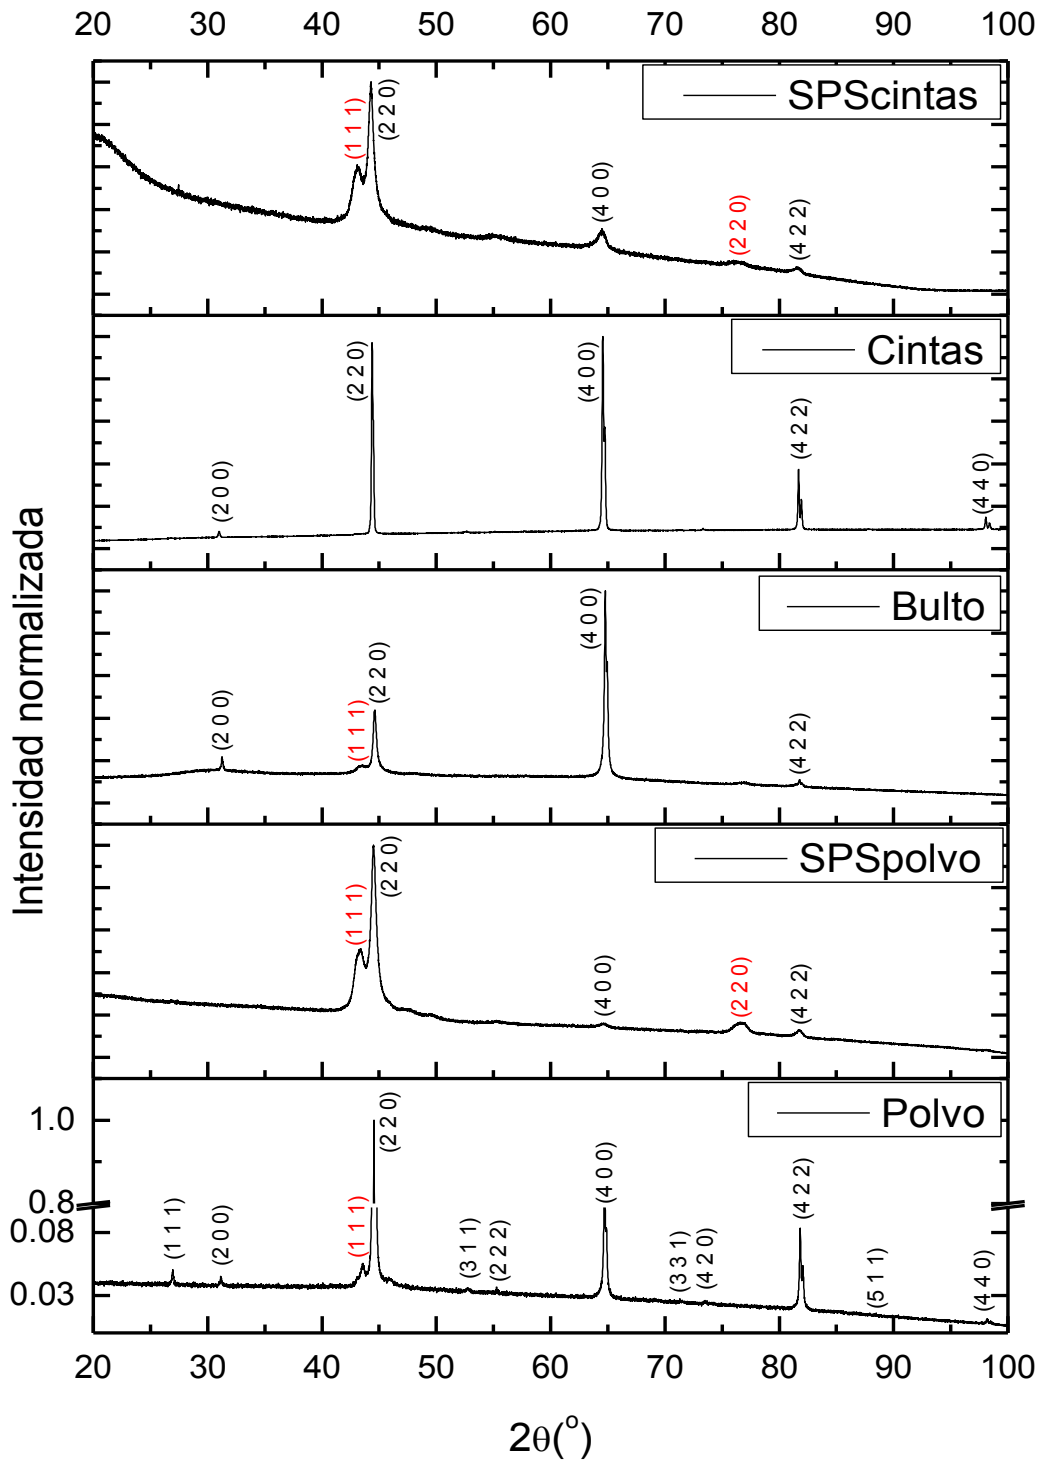 20 30 40 50 60 70 80 90 100
SPScintas
(1 1 1)
(2 2 0)
(4 0 0)
(2 2 0)
(4 2 2)
Cintas
(2 0 0)
(2 2 0)
(4 0 0)
(4 2 2)
(4 4 0)
Intensidad normalizada
Bulto
(2 0 0)
(1 1 1)
(2 2 0)
(4 0 0)
(4 2 2)
SPSpolvo
(1 1 1)
(2 2 0)
(4 0 0)
(2 2 0)
(4 2 2)
Polvo
1.0
0.8
0.08
0.03
(1 1 1)
(2 0 0)
(1 1 1)
(2 2 0)
(3 1 1)
(2 2 2)
(4 0 0)
(3 3 1)
(4 2 0)
(4 2 2)
(5 1 1)
(4 4 0)
20 30 40 50 60 70 80 90 100
2θ(º)